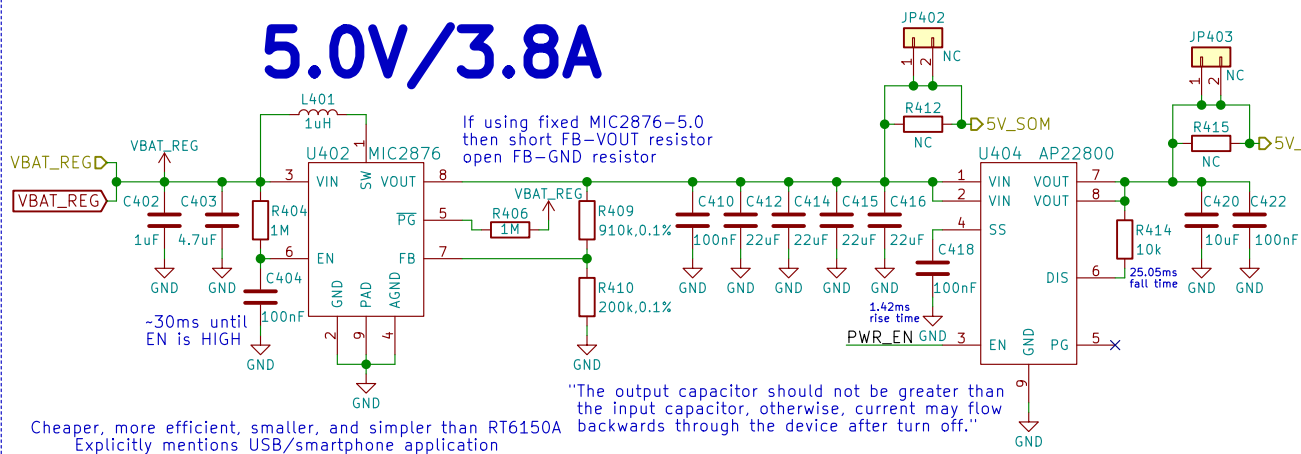 5.0V/3.8A
JP402
1
2
NC
JP403
1
2
NC
L401
1uH
If using fixed MIC2876-5.0
then short FB-VOUT resistor
open FB-GND resistor
R412
NC
5V_SOM
R415
NC
5V_
VBAT_REG
VBAT_REG
VBAT_REG
U402 MIC2876
1
SW
3 VIN
VOUT 8
5 PG
7 FB
6 EN
GND
PAD
AGND
2
9
4
C402
1uF
GND
C403
4.7uF
GND
R404
1M
C404
100nF
GND
~30ms until
EN is HIGH
GND
R406
1M
VBAT_REG
R409
910k,0.1%
R410
200k,0.1%
GND
C410
100nF
GND
C412
22uF
GND
C414
22uF
GND
C415
22uF
GND
C416
22uF
GND
C418
100nF
GND
1.42ms
rise time
PWR_EN
U404 AP22800
1 VIN
2 VIN
4 SS
3 EN
VOUT 7
VOUT 8
DIS 6
PG 5
GND
9
GND
R414
10k
25.05ms
fall time
C420
10uF
GND
C422
100nF
GND
"The output capacitor should not be greater than
the input capacitor, otherwise, current may flow
backwards through the device after turn off."
Cheaper, more efficient, smaller, and simpler than RT6150A
Explicitly mentions USB/smartphone application